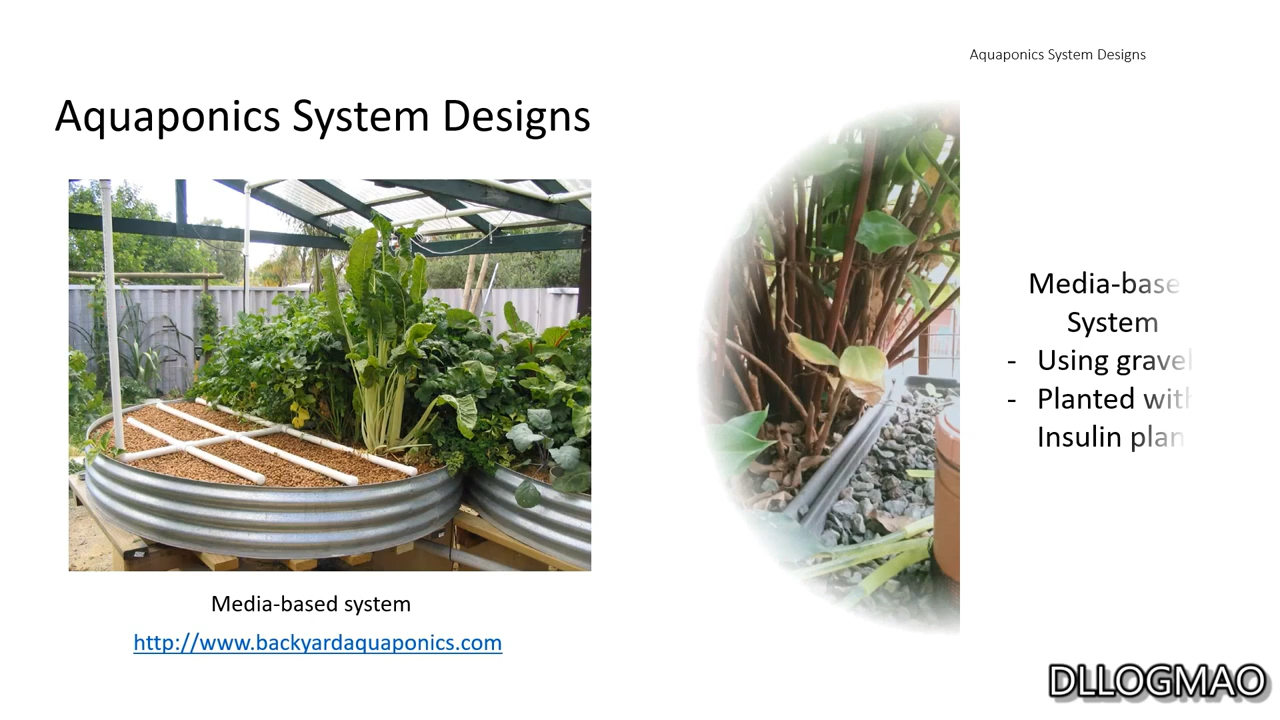 Aquaponics System Designs
Aquaponics System Designs
Media-based system
http://www.backyardaquaponics.com
Media-base
System
- Using gravel
- Planted with
Insulin plan
DLLOGMAO